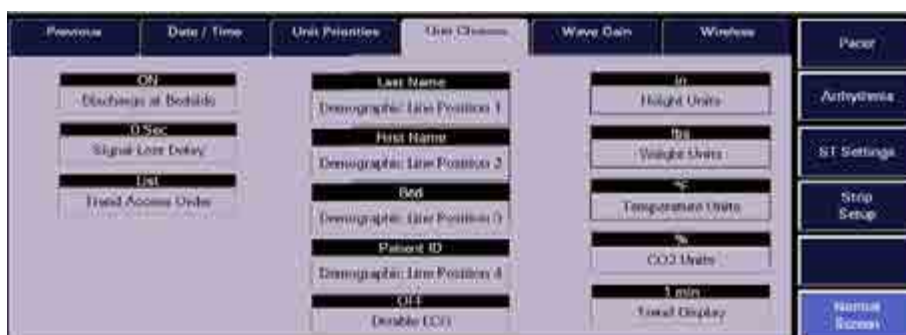 Previous
Date / Time
Unit Priorities
User Choices
Wave Gain
Wireless
ON
Discharge at Bedside
0 Sec
Signal Loss Delay
List
Trend Access Order
Last Name
Demographic Line Position 1
First Name
Demographic Line Position 2
Bed
Demographic Line Position 3
Patient ID
Demographic Line Position 4
OFF
Disable ECG
in
Height Units
lbs
Weight Units
°F
Temperature Units
%
CO2 Units
1 min
Trend Display
Pacer
Arrhythmia
ST Settings
Strip
Setup
Normal
Screen